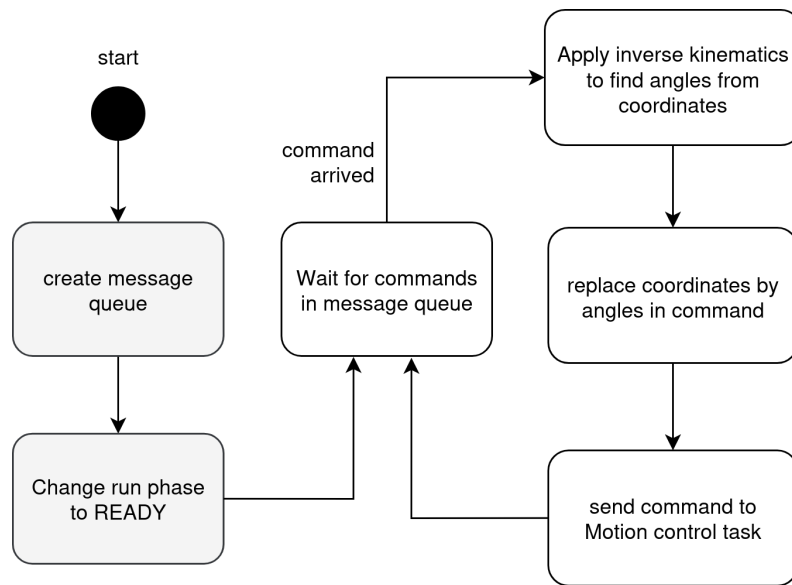 start
create message
queue
Change run phase
to READY
Wait for commands
in message queue
command
arrived
Apply inverse kinematics
to find angles from
coordinates
replace coordinates by
angles in command
send command to
Motion control task